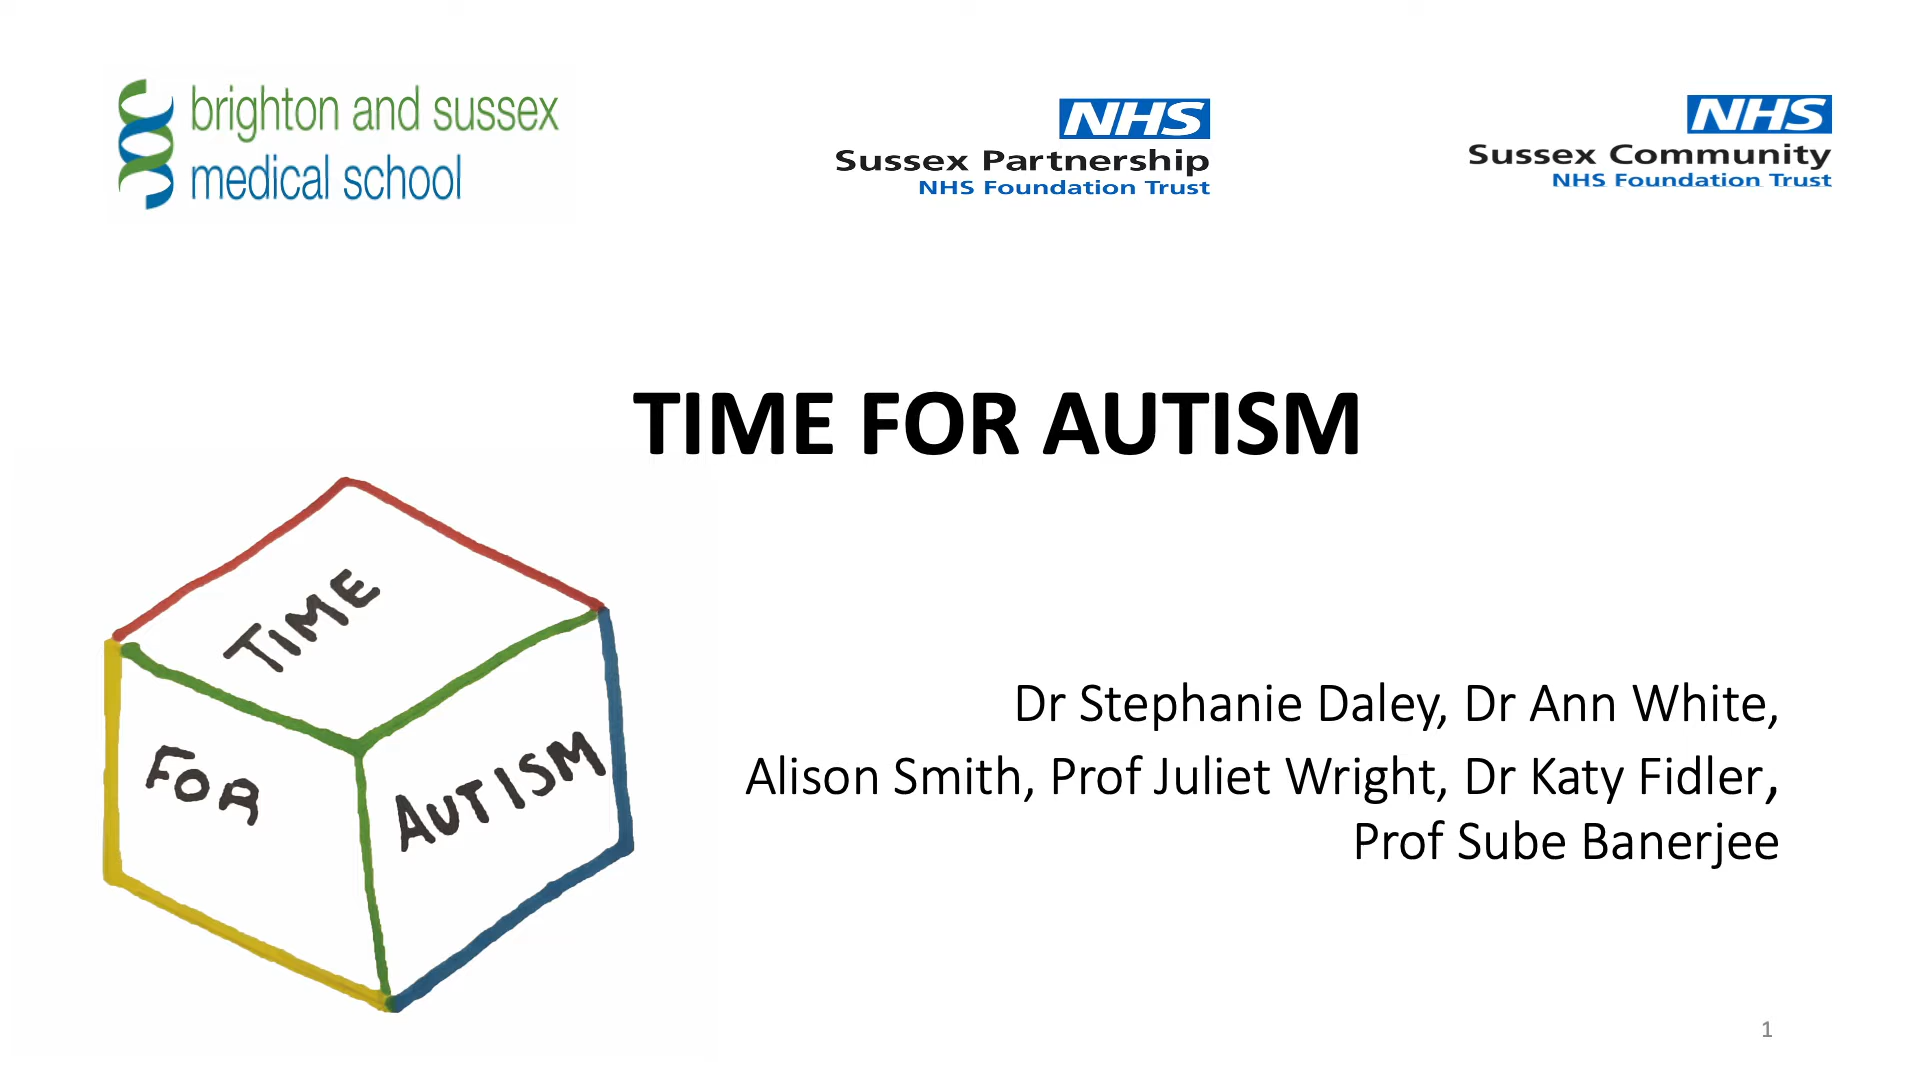 brighton and sussex
medical school
NHS
Sussex Partnership
NHS Foundation Trust
NHS
Sussex Community
NHS Foundation Trust
TIME FOR AUTISM
TIME
FOR
AUTISM
Dr Stephanie Daley, Dr Ann White,
Alison Smith, Prof Juliet Wright, Dr Katy Fidler,
Prof Sube Banerjee
1